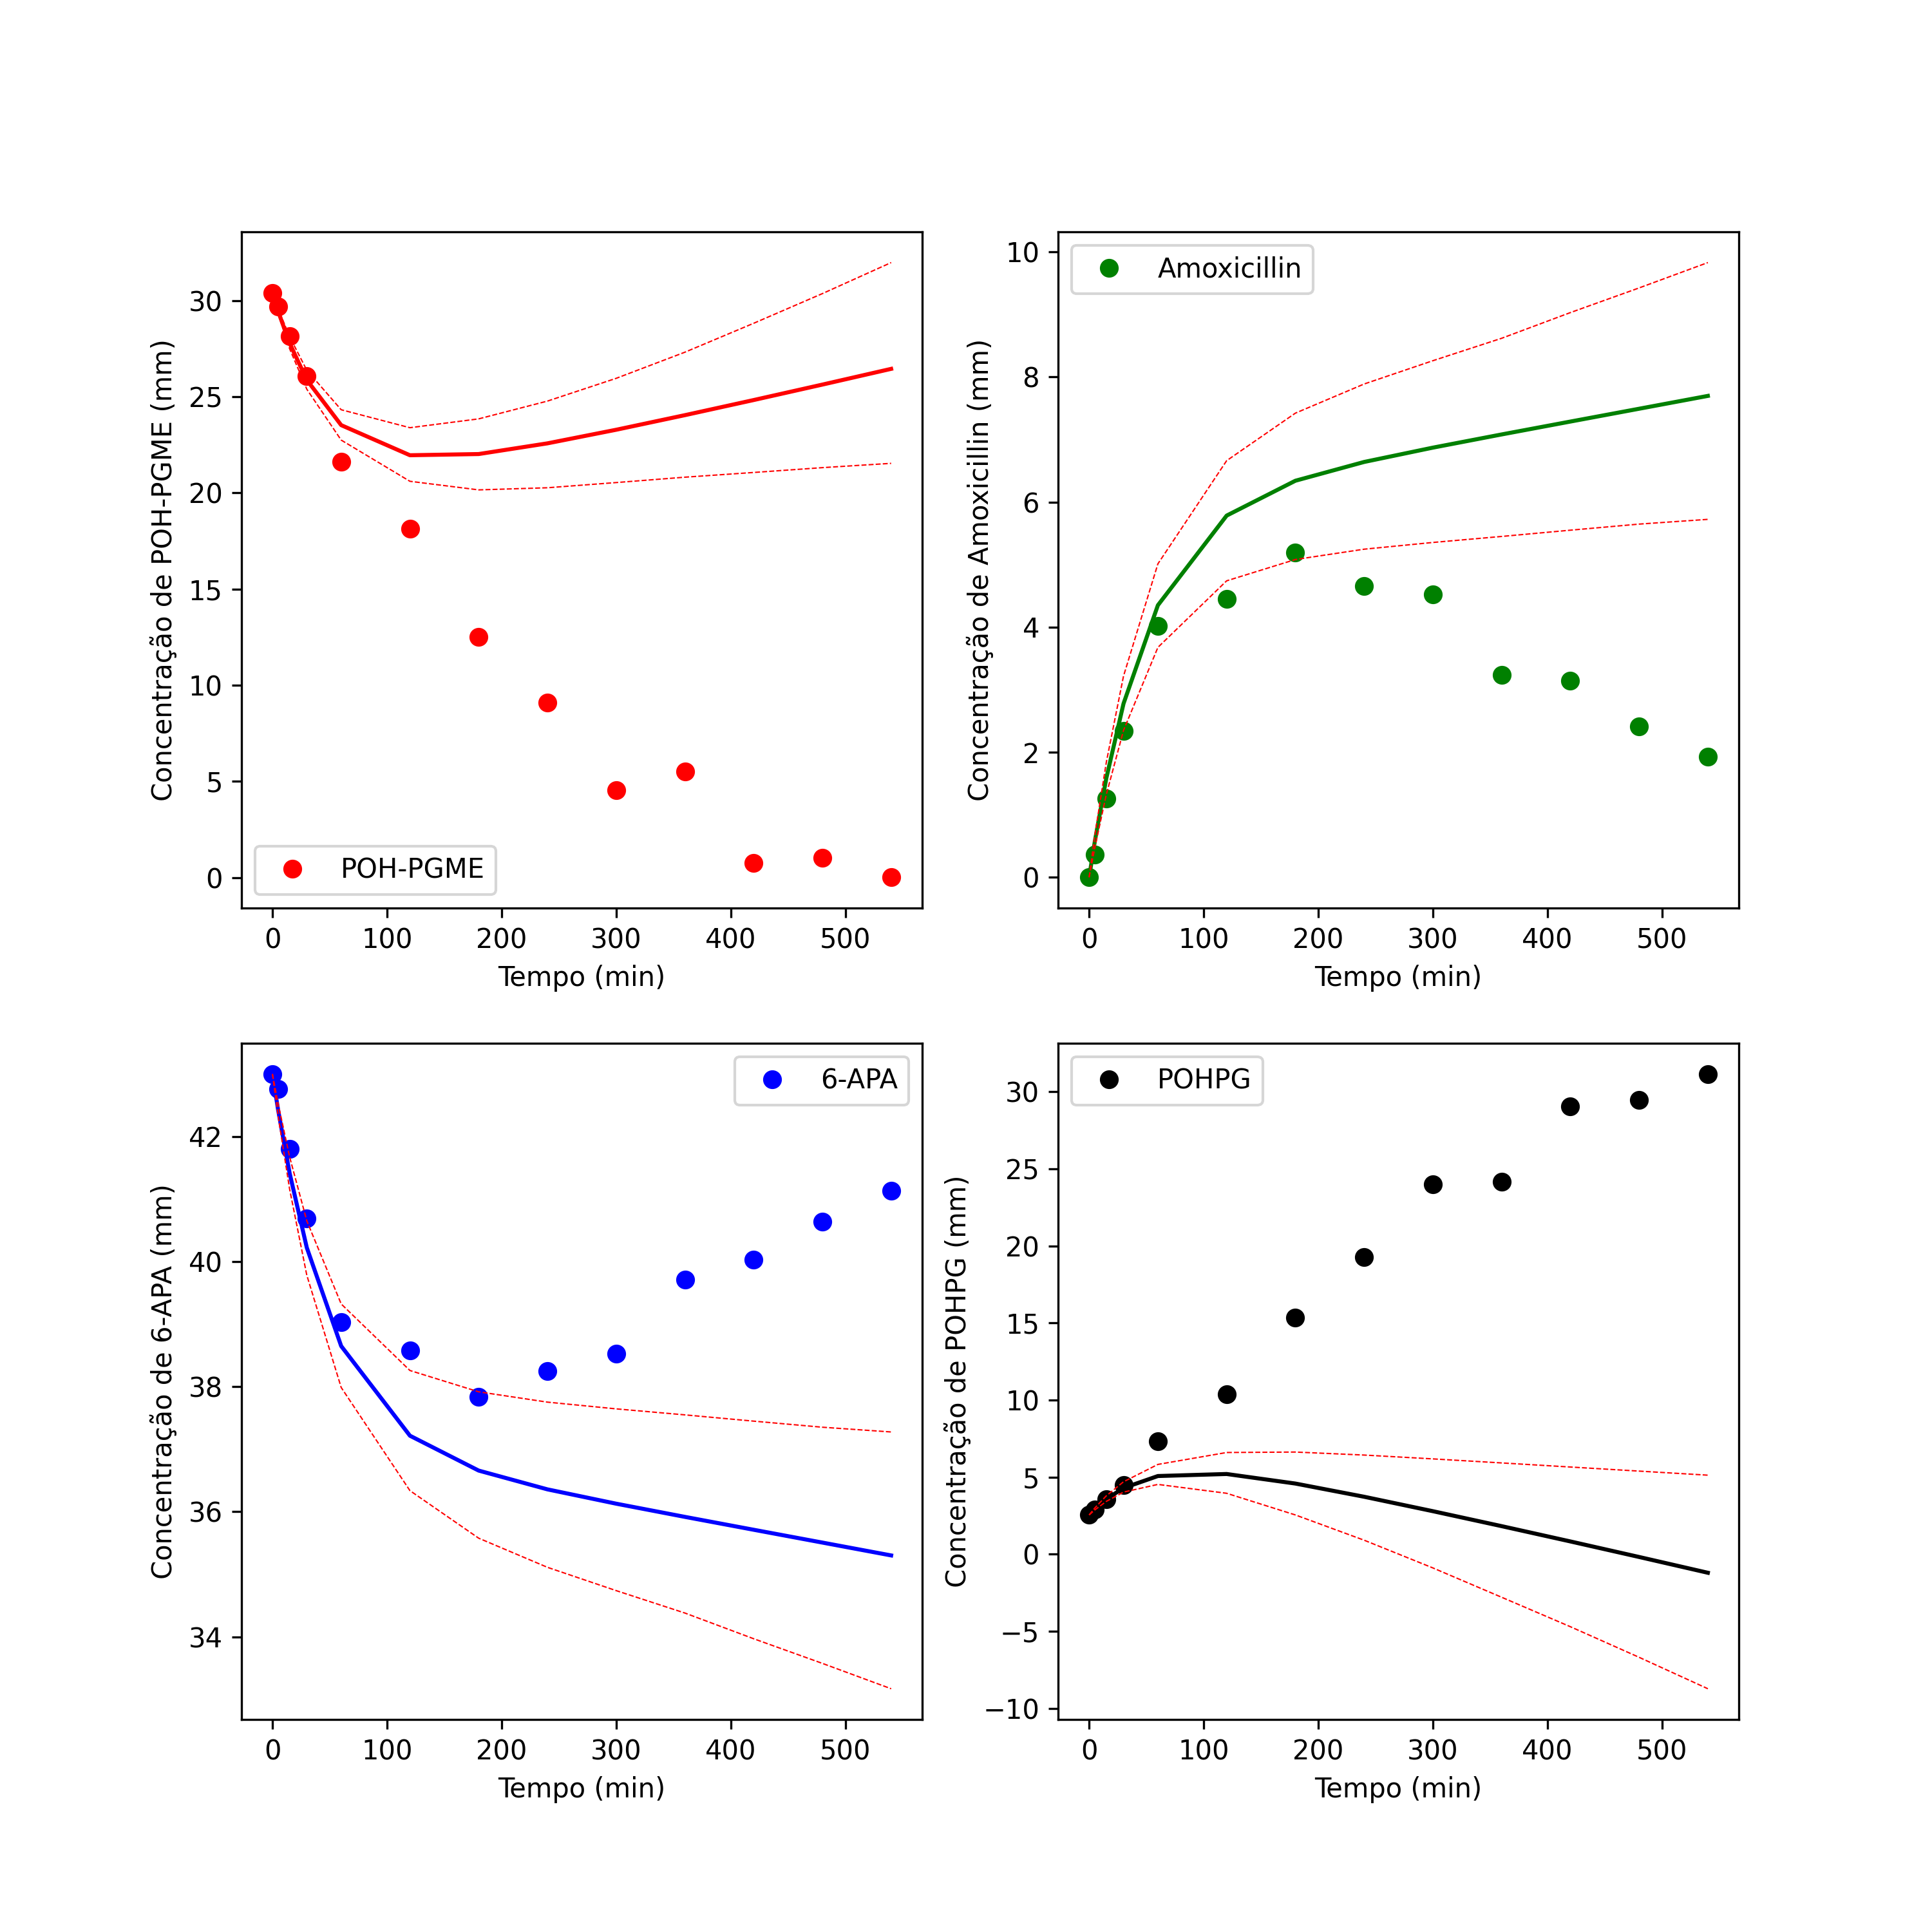 Concentração de POH-PGME (mm)
30
25
20
15
10
5
0
POH-PGME
0 100 200 300 400 500
Tempo (min)
Concentração de Amoxicillin (mm)
10
8
6
4
2
0
Amoxicillin
0 100 200 300 400 500
Tempo (min)
Concentração de 6-APA (mm)
42
40
38
36
34
6-APA
0 100 200 300 400 500
Tempo (min)
Concentração de POHPG (mm)
30
25
20
15
10
5
0
−5
−10
POHPG
0 100 200 300 400 500
Tempo (min)